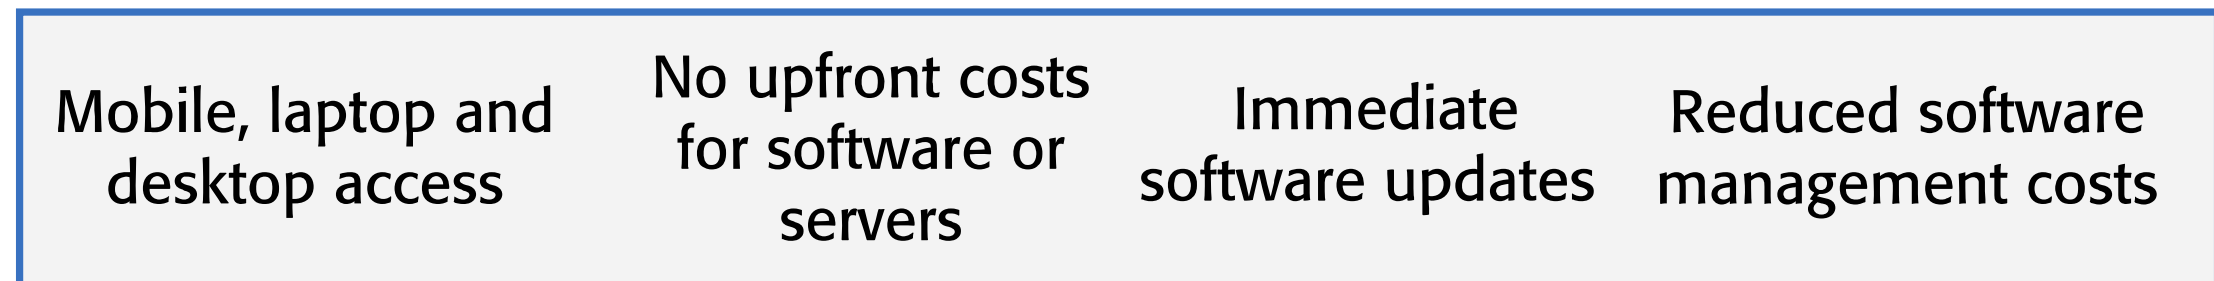 Mobile, laptop and
desktop access
No upfront costs
for software or
servers
Immediate
software updates
Reduced software
management costs